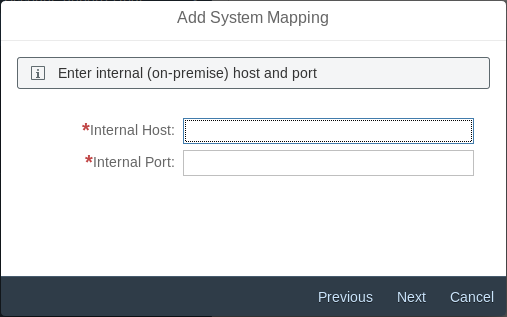 Add System Mapping
Enter internal (on-premise) host and port
*Internal Host:
*Internal Port:
Previous Next Cancel